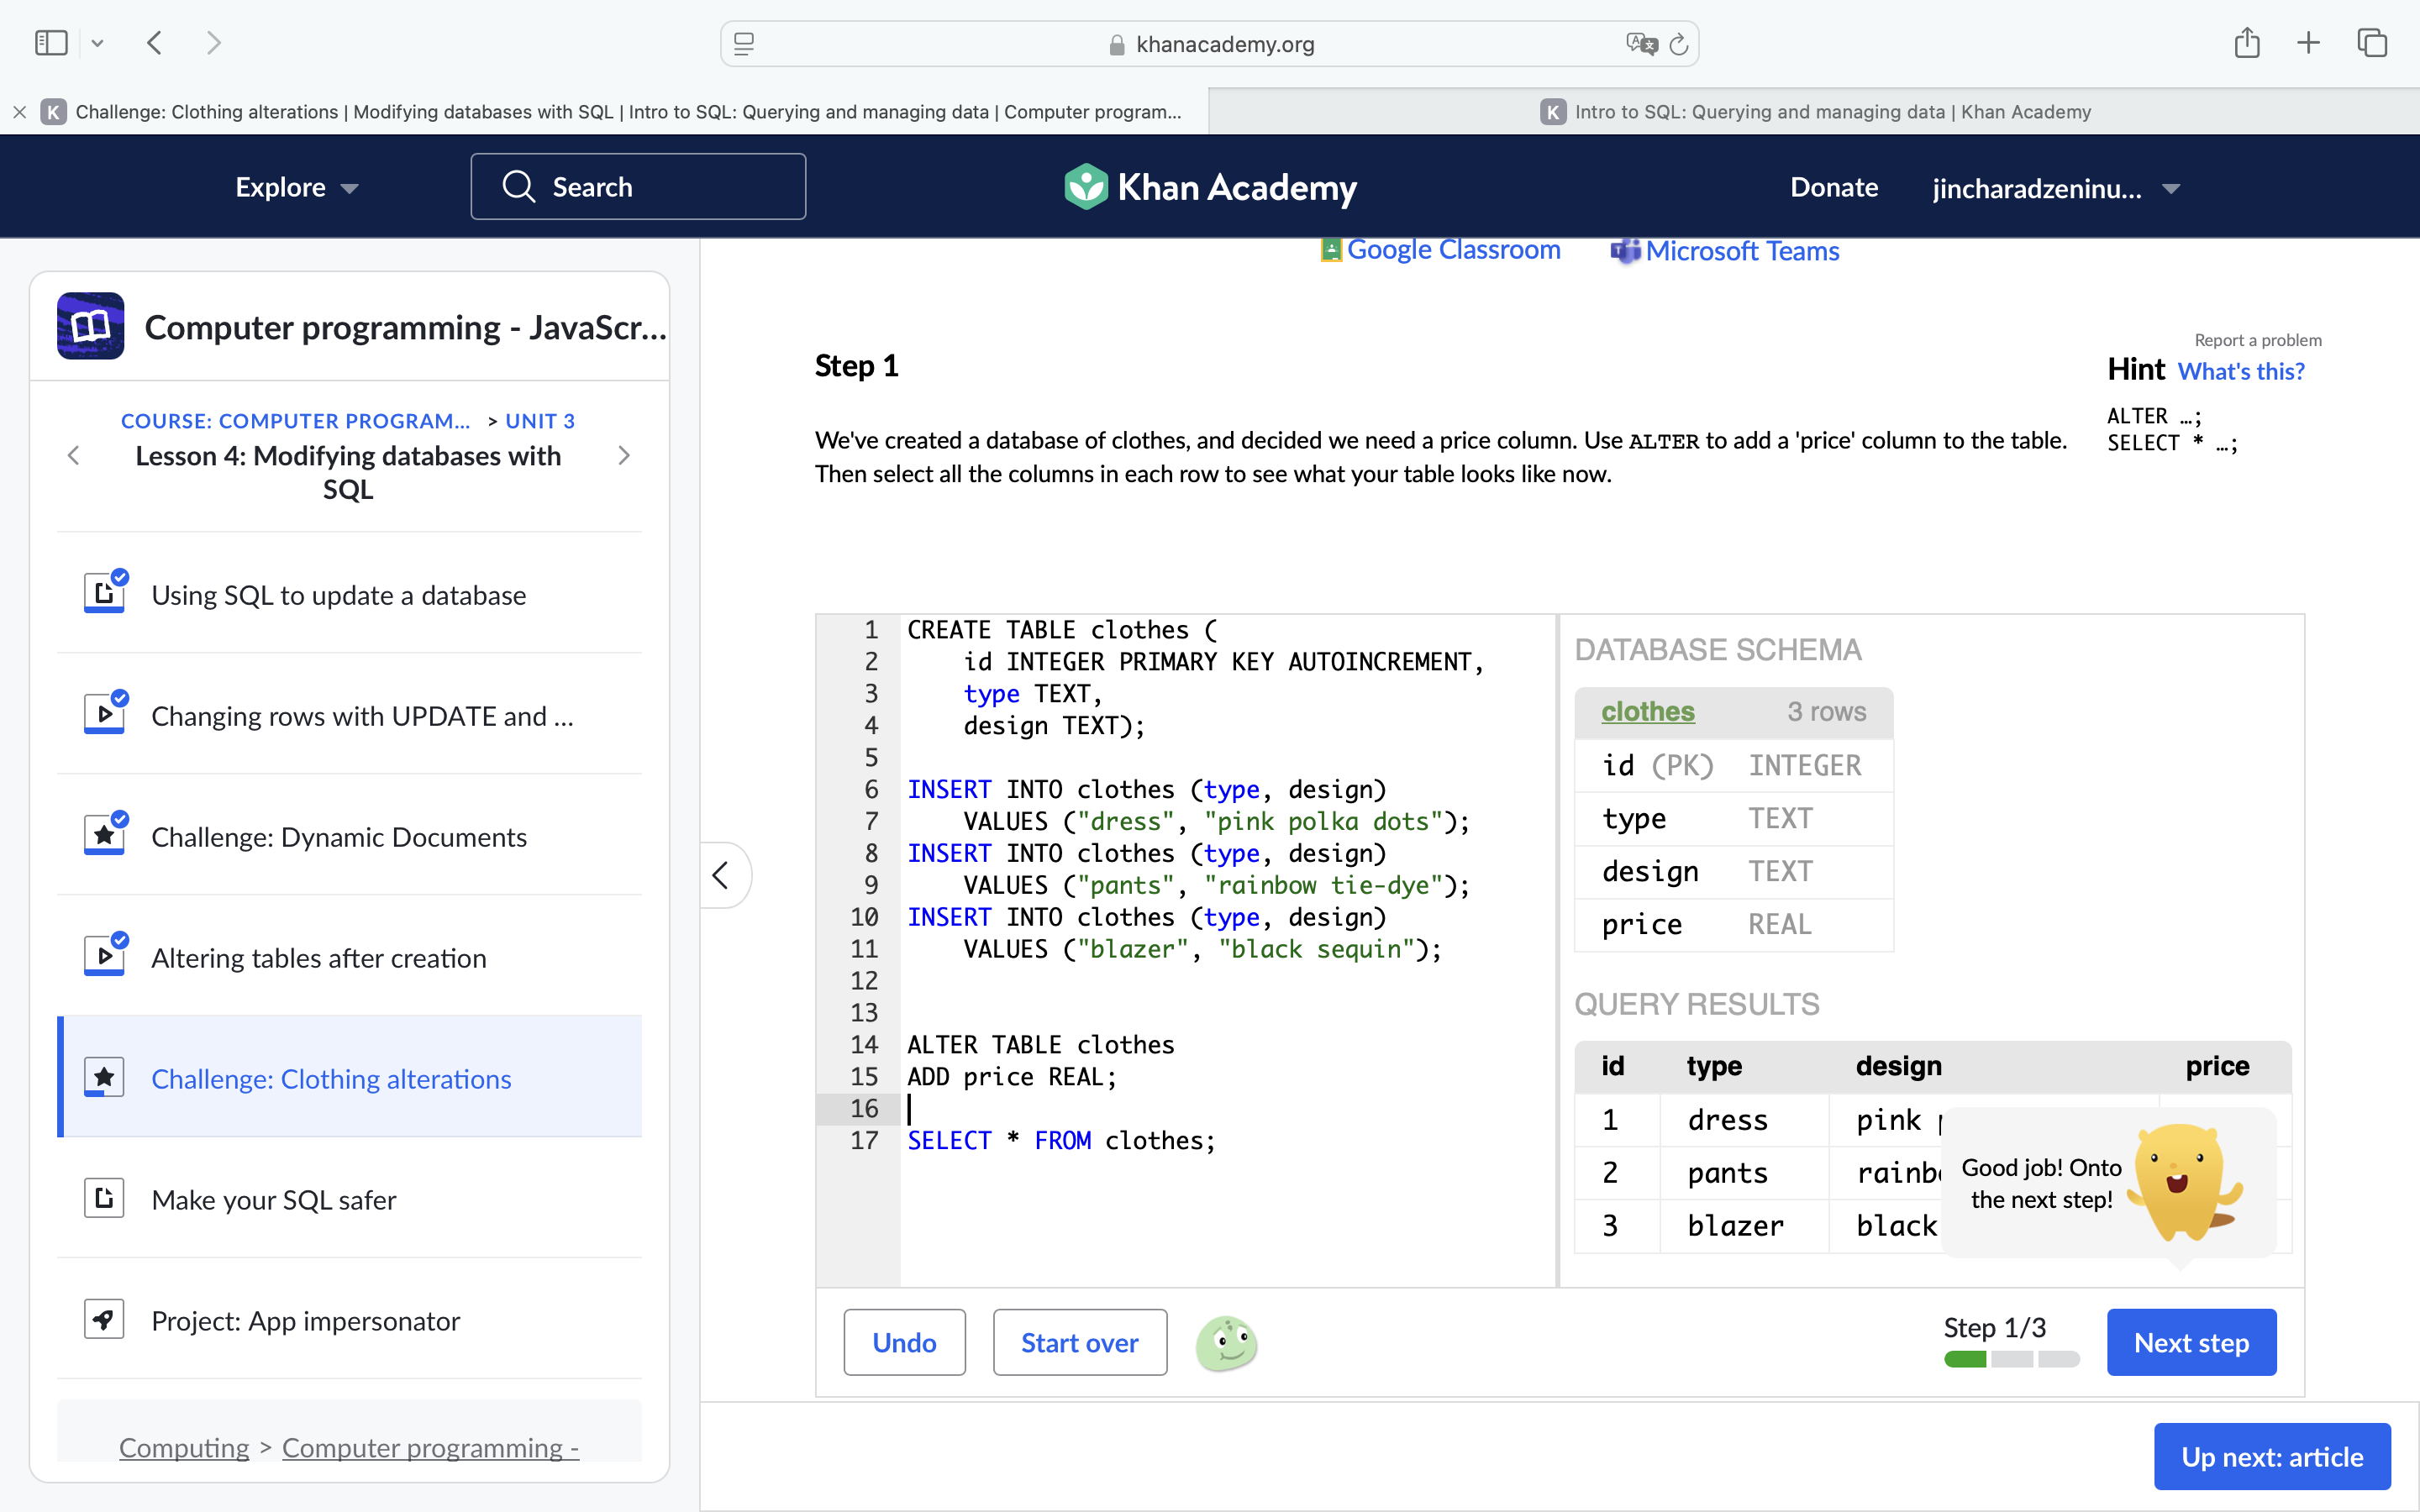 khanacademy.org
Challenge: Clothing alterations | Modifying databases with SQL | Intro to SQL: Querying and managing data | Computer program...
Intro to SQL: Querying and managing data | Khan Academy
Explore
Search
Khan Academy
Donate
jincharadzeninu...
Computer programming - JavaScr...
COURSE: COMPUTER PROGRAM... > UNIT 3
Lesson 4: Modifying databases with
SQL
Using SQL to update a database
Changing rows with UPDATE and ...
Challenge: Dynamic Documents
Altering tables after creation
Challenge: Clothing alterations
Make your SQL safer
Project: App impersonator
Computing > Computer programming -
Google Classroom
Microsoft Teams
Report a problem
Step 1
We've created a database of clothes, and decided we need a price column. Use ALTER to add a 'price' column to the table.
Then select all the columns in each row to see what your table looks like now.
Hint What's this?
ALTER …;
SELECT * …;
1 CREATE TABLE clothes (
2 id INTEGER PRIMARY KEY AUTOINCREMENT,
3 type TEXT,
4 design TEXT);
5
6 INSERT INTO clothes (type, design)
7 VALUES ("dress", "pink polka dots");
8 INSERT INTO clothes (type, design)
9 VALUES ("pants", "rainbow tie-dye");
10 INSERT INTO clothes (type, design)
11 VALUES ("blazer", "black sequin");
12
13
14 ALTER TABLE clothes
15 ADD price REAL;
16
17 SELECT * FROM clothes;
DATABASE SCHEMA
clothes 3 rows
id (PK) INTEGER
type TEXT
design TEXT
price REAL
QUERY RESULTS
id type design price
1 dress pink
2 pants
3 blazer black
Good job! Onto
the next step!
Undo
Start over
Step 1/3
Next step
Up next: article